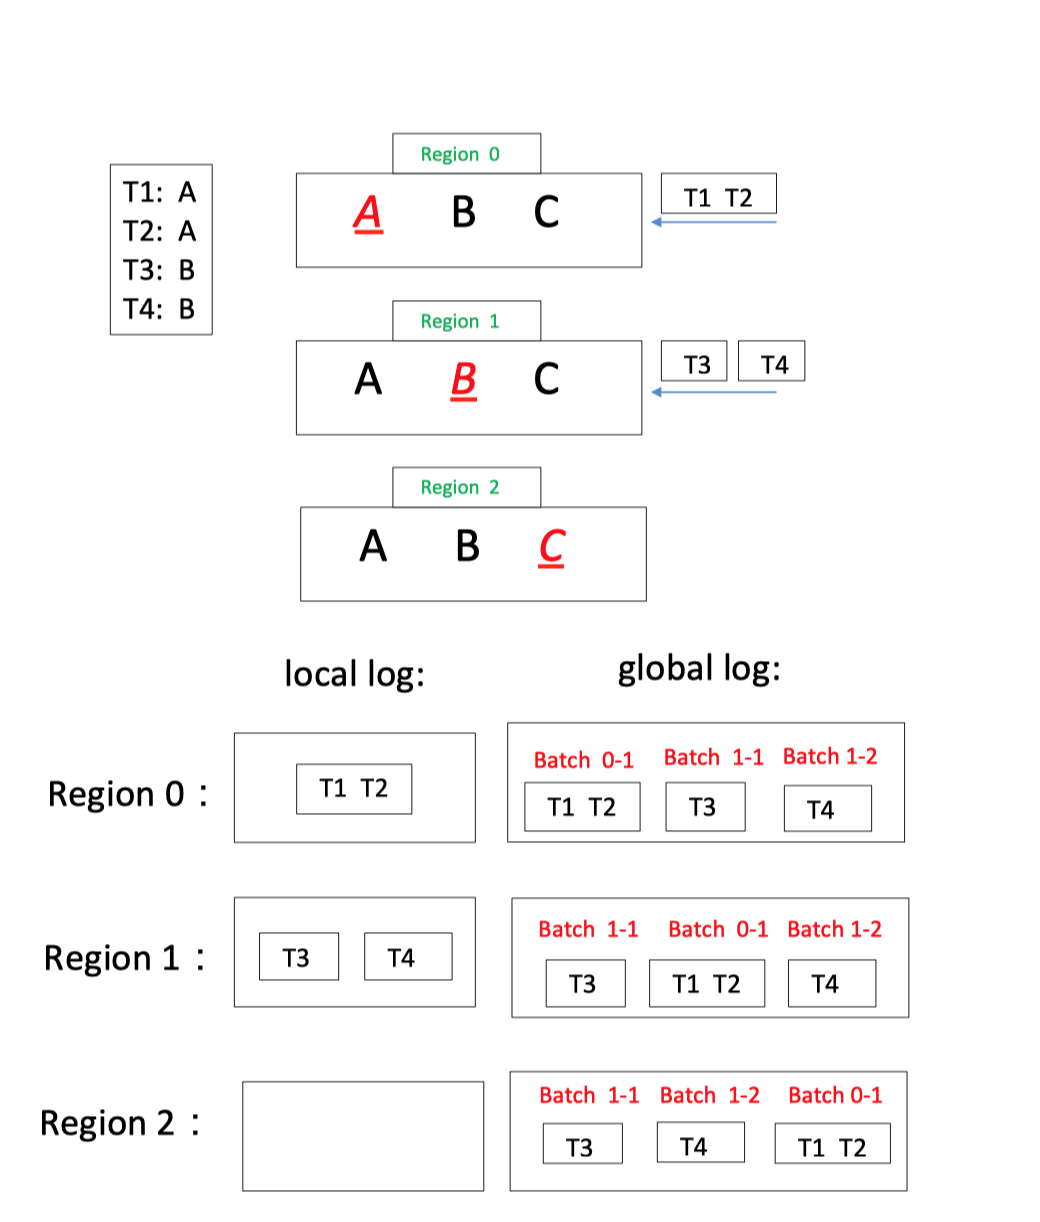 Region 0
T1: A
T2: A
T3: B
T4: B
A B C
T1 T2
Region 1
A B C
T3 T4
Region 2
A B C
local log: global log:
Region 0 :
T1 T2
Batch 0-1 Batch 1-1 Batch 1-2
T1 T2 T3 T4
Region 1 :
T3 T4
Batch 1-1 Batch 0-1 Batch 1-2
T3 T1 T2 T4
Region 2 :
Batch 1-1 Batch 1-2 Batch 0-1
T3 T4 T1 T2